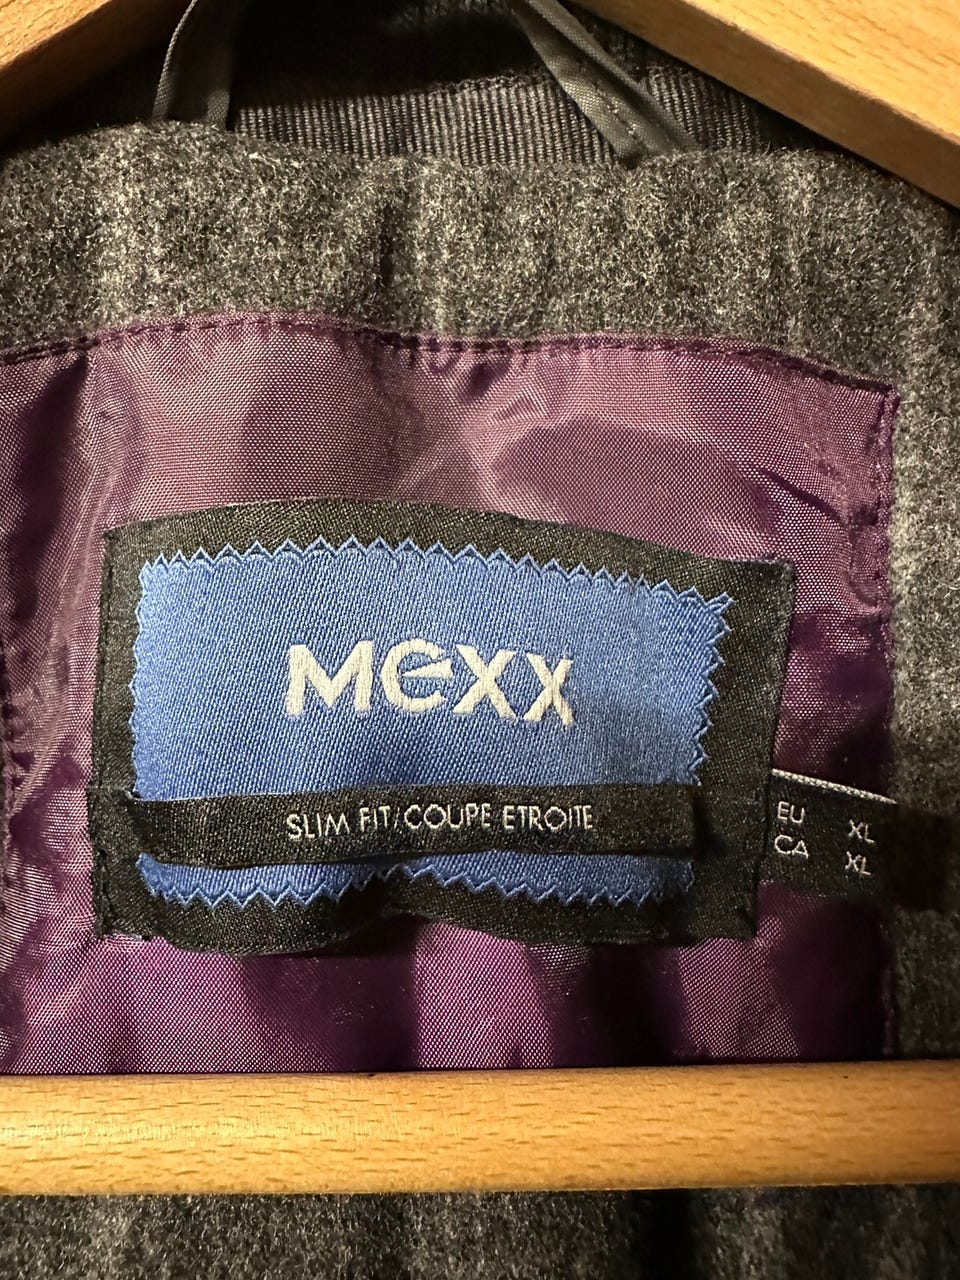 MEXX
SLIM FIT/COUPE ETROITE
EU XL
CA XL